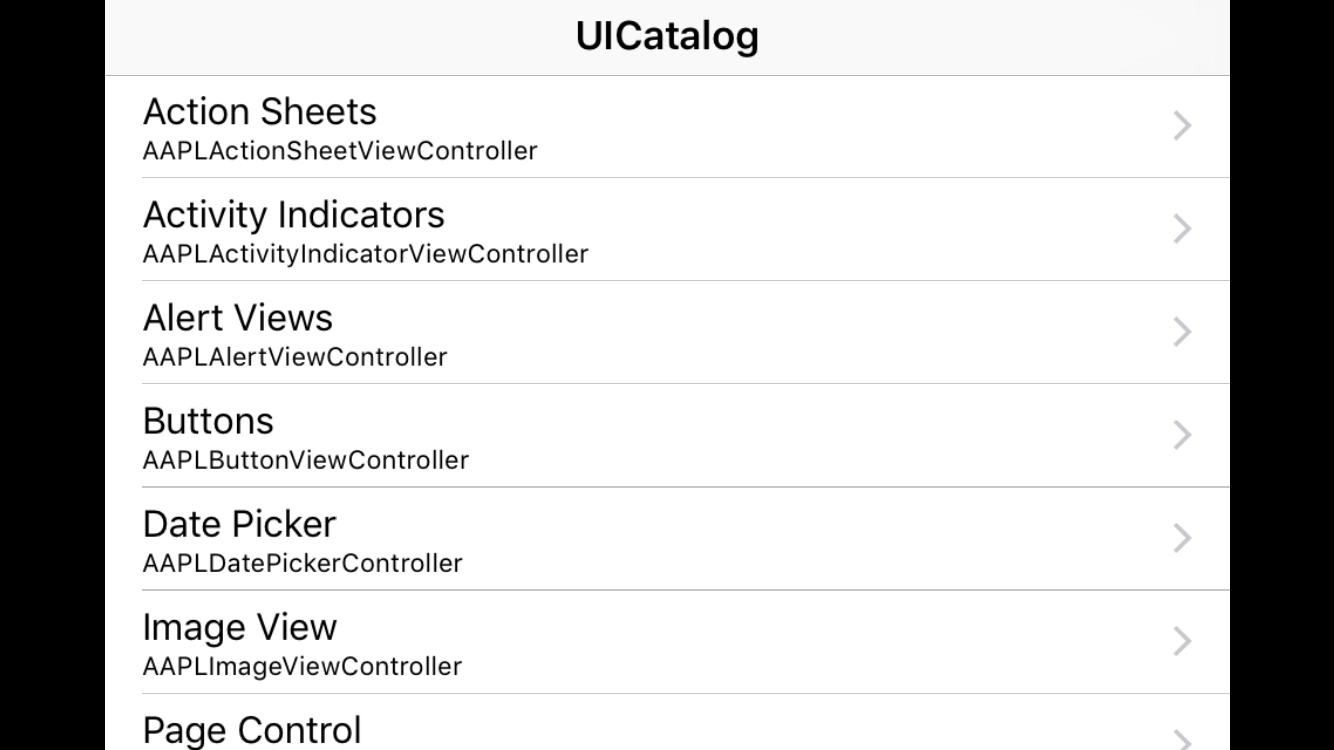 UICatalog
Action Sheets
AAPLActionSheetViewController
Activity Indicators
AAPLActivityIndicatorViewController
Alert Views
AAPLAlertViewController
Buttons
AAPLButtonViewController
Date Picker
AAPLDatePickerController
Image View
AAPLImageViewController
Page Control